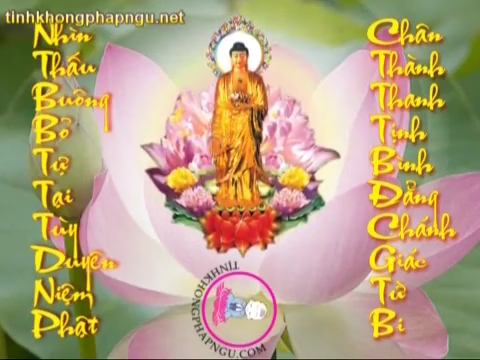 tinhkhongphapngu.net
Nhìn
Thấu
Buông
Bỏ
Tự
Tại
Tùy
Duyên
Niệm
Phật
Chân
Thành
Thanh
Tịnh
Bình
Đẳng
Chánh
Giác
Từ
Bi
TINHKHONGPHAPNGU.COM